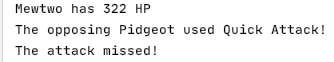 Mewtwo has 322 HP
The opposing Pidgeot used Quick Attack!
The attack missed!